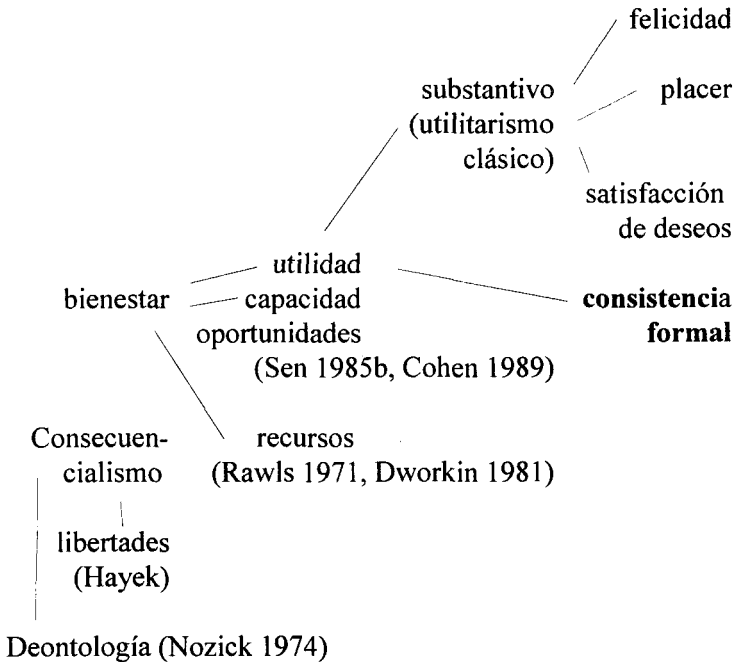 felicidad
substantivo
(utilitarismo
clásico)
placer
satisfacción
de deseos
utilidad
bienestar
capacidad
oportunidades
(Sen 1985b, Cohen 1989)
consistencia
formal
Consecuen-
cialismo
recursos
(Rawls 1971, Dworkin 1981)
libertades
(Hayek)
Deontología (Nozick 1974)